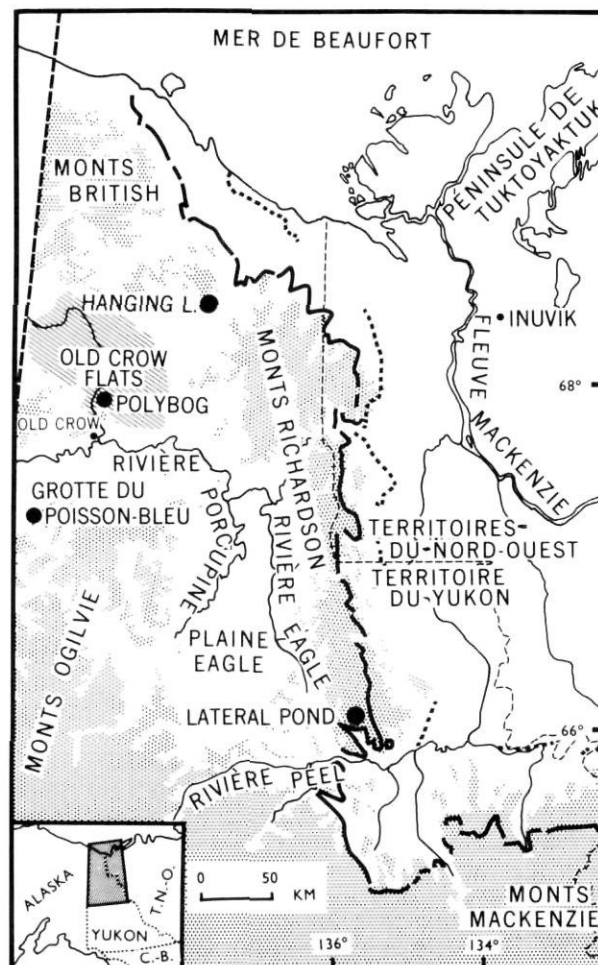 MER DE BEAUFORT
PÉNINSULE DE
TUKTOYAKTUK
MONTS
BRITISH
HANGING L.
INUVIK
OLD CROW
FLATS
POLYBOG
OLD CROW
MONTS RICHARDSON
FLEUVE MACKENZIE
68°
RIVIÈRE PORCUPINE
GROTTE DU
POISSON-BLEU
RIVIÈRE EAGLE
TERRITOIRES-
DU-NORD-OUEST
TERRITOIRE
DU YUKON
MONTS OGILVIE
PLAINE
EAGLE
LATERAL POND
66°
RIVIÈRE PEEL
ALASKA
T.N.-O.
YUKON
C.-B.
0 50
KM
MONTS
MACKENZIE
136° 134°